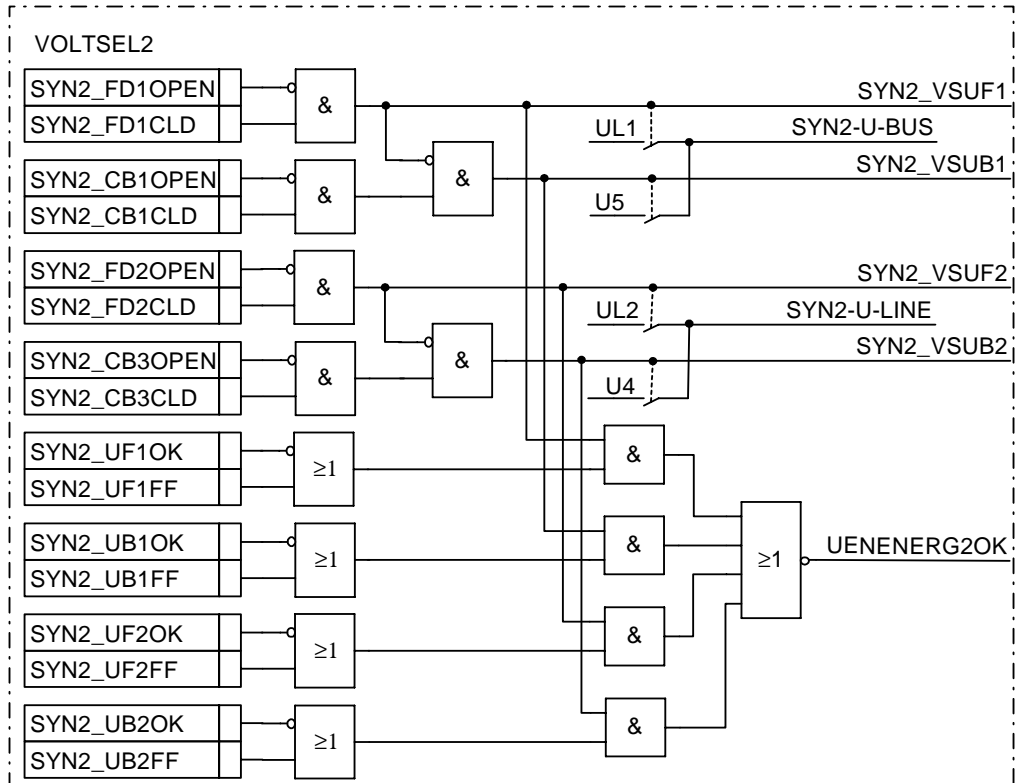 VOLTSEL2
SYN2_FD1OPEN
SYN2_FD1CLD
&
SYN2_VSUF1
UL1
SYN2-U-BUS
SYN2_CB1OPEN
SYN2_CB1CLD
&
&
SYN2_VSUB1
U5
SYN2_FD2OPEN
SYN2_FD2CLD
&
SYN2_VSUF2
UL2
SYN2-U-LINE
SYN2_CB3OPEN
SYN2_CB3CLD
&
&
SYN2_VSUB2
U4
SYN2_UF1OK
SYN2_UF1FF
≥1
&
SYN2_UB1OK
SYN2_UB1FF
≥1
&
≥1
UENENERG2OK
SYN2_UF2OK
SYN2_UF2FF
≥1
&
SYN2_UB2OK
SYN2_UB2FF
≥1
&